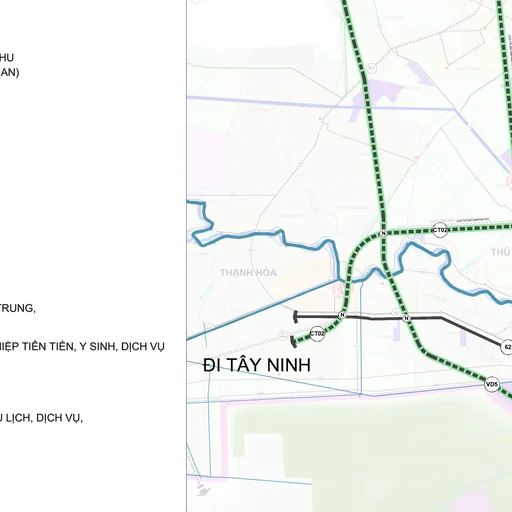 HU
AN)
TRUNG,
IỆP TIÊN TIẾN, Y SINH, DỊCH VỤ
U LỊCH, DỊCH VỤ,
N
CT02
THẠNH HÓA
THỦ
N
N
CT02
62
ĐI TÂY NINH
VĐ5